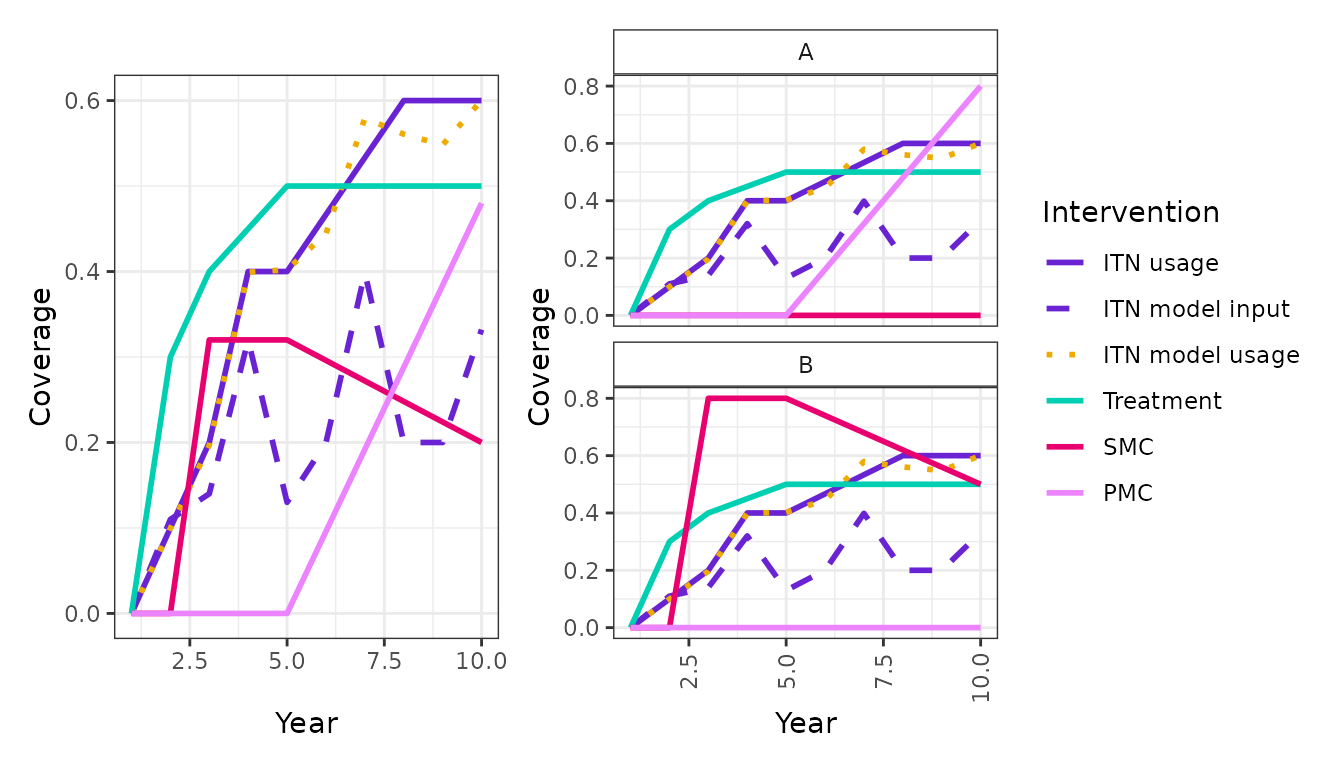 Coverage
0.6
0.4
0.2
0.0
2.5 5.0 7.5 10.0
Year
Coverage
A
0.8
0.6
0.4
0.2
0.0
B
0.8
0.6
0.4
0.2
0.0
2.5 5.0 7.5 10.0
Year
Intervention
ITN usage
ITN model input
ITN model usage
Treatment
SMC
PMC